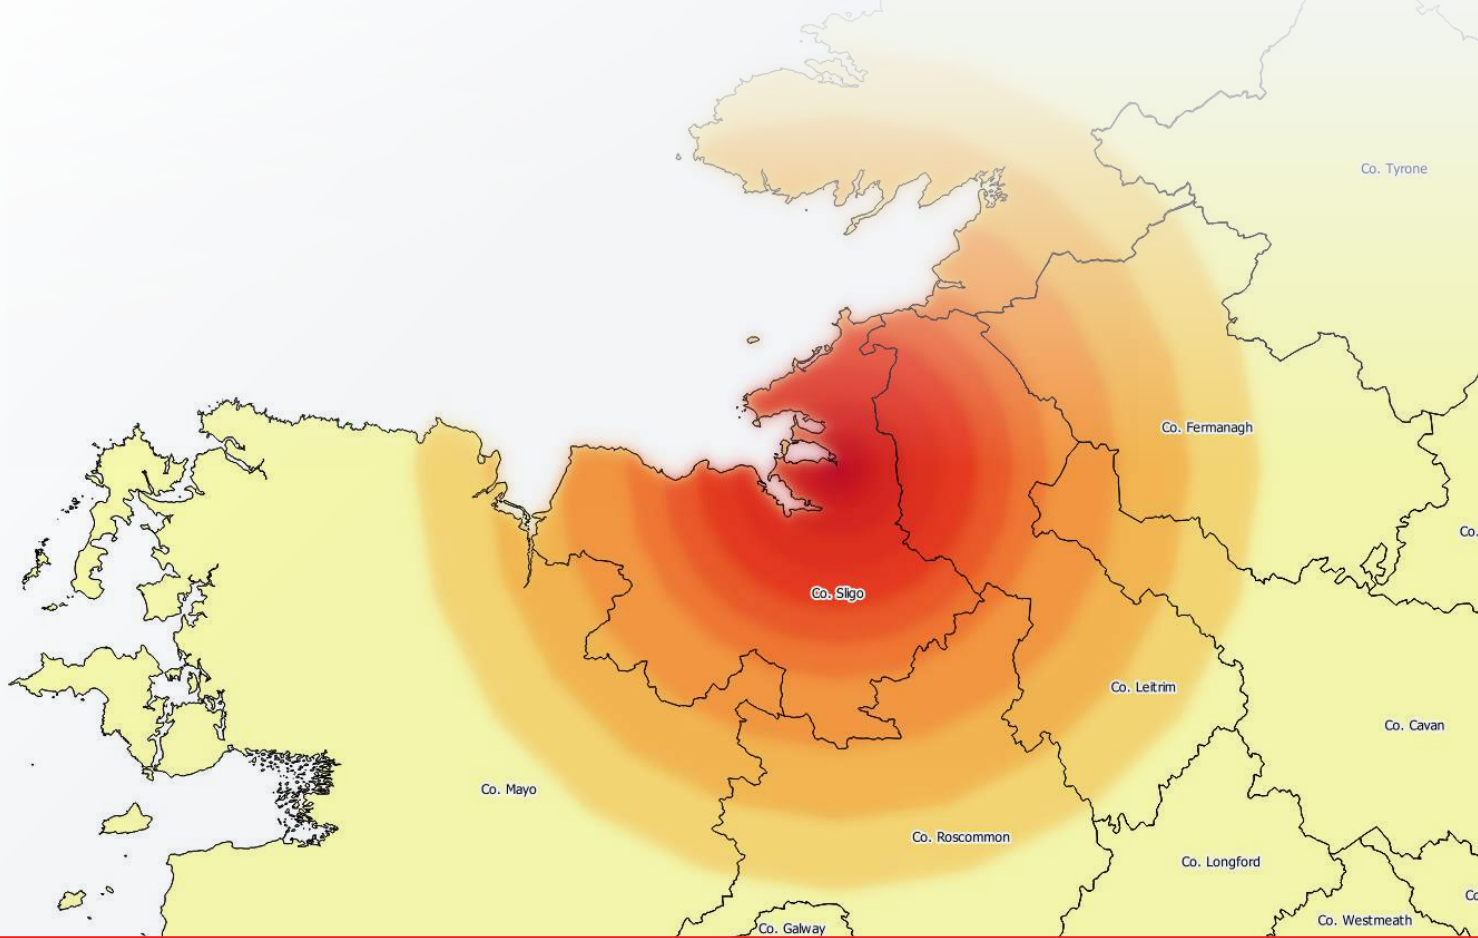 Co. Tyrone
Co. Fermanagh
Co.
Co. Sligo
Co. Leitrim
Co. Cavan
Co. Mayo
Co. Roscommon
Co. Longford
Co. Westmeath
Co. Galway